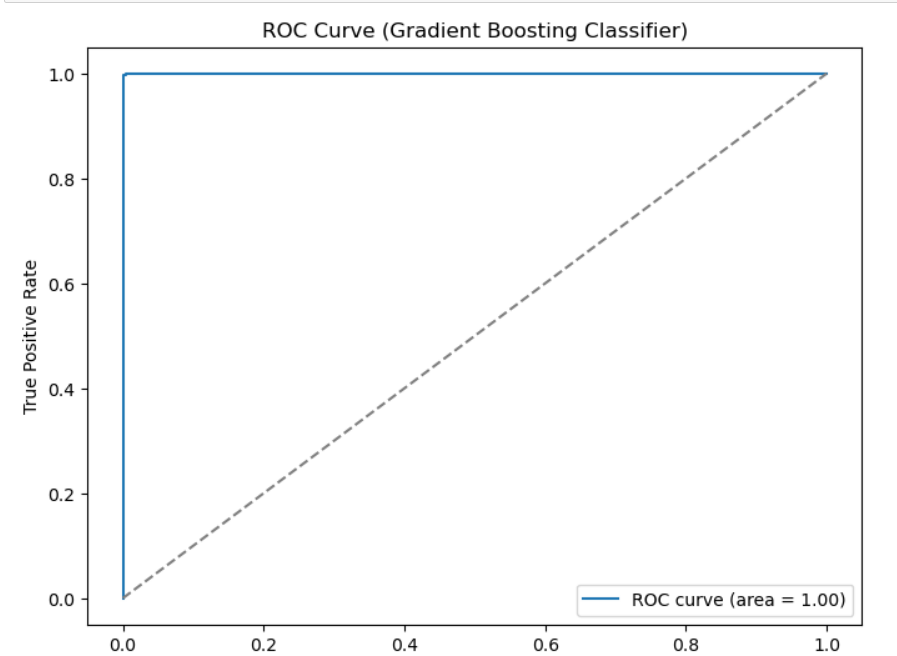 ROC Curve (Gradient Boosting Classifier)
1.0
0.8
0.6
0.4
0.2
0.0
True Positive Rate
ROC curve (area = 1.00)
0.0 0.2 0.4 0.6 0.8 1.0